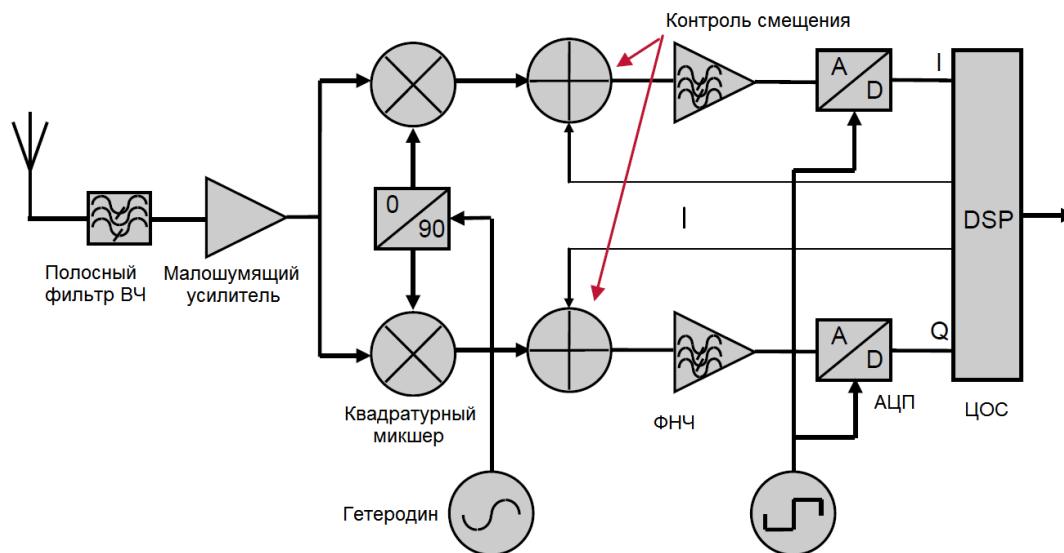 Контроль смещения
A
D
I
0
90
I
DSP
Полосный
фильтр ВЧ
Малошумящий
усилитель
A
D
Q
Квадратурный
микшер
ФНЧ
АЦП
ЦОС
Гетеродин